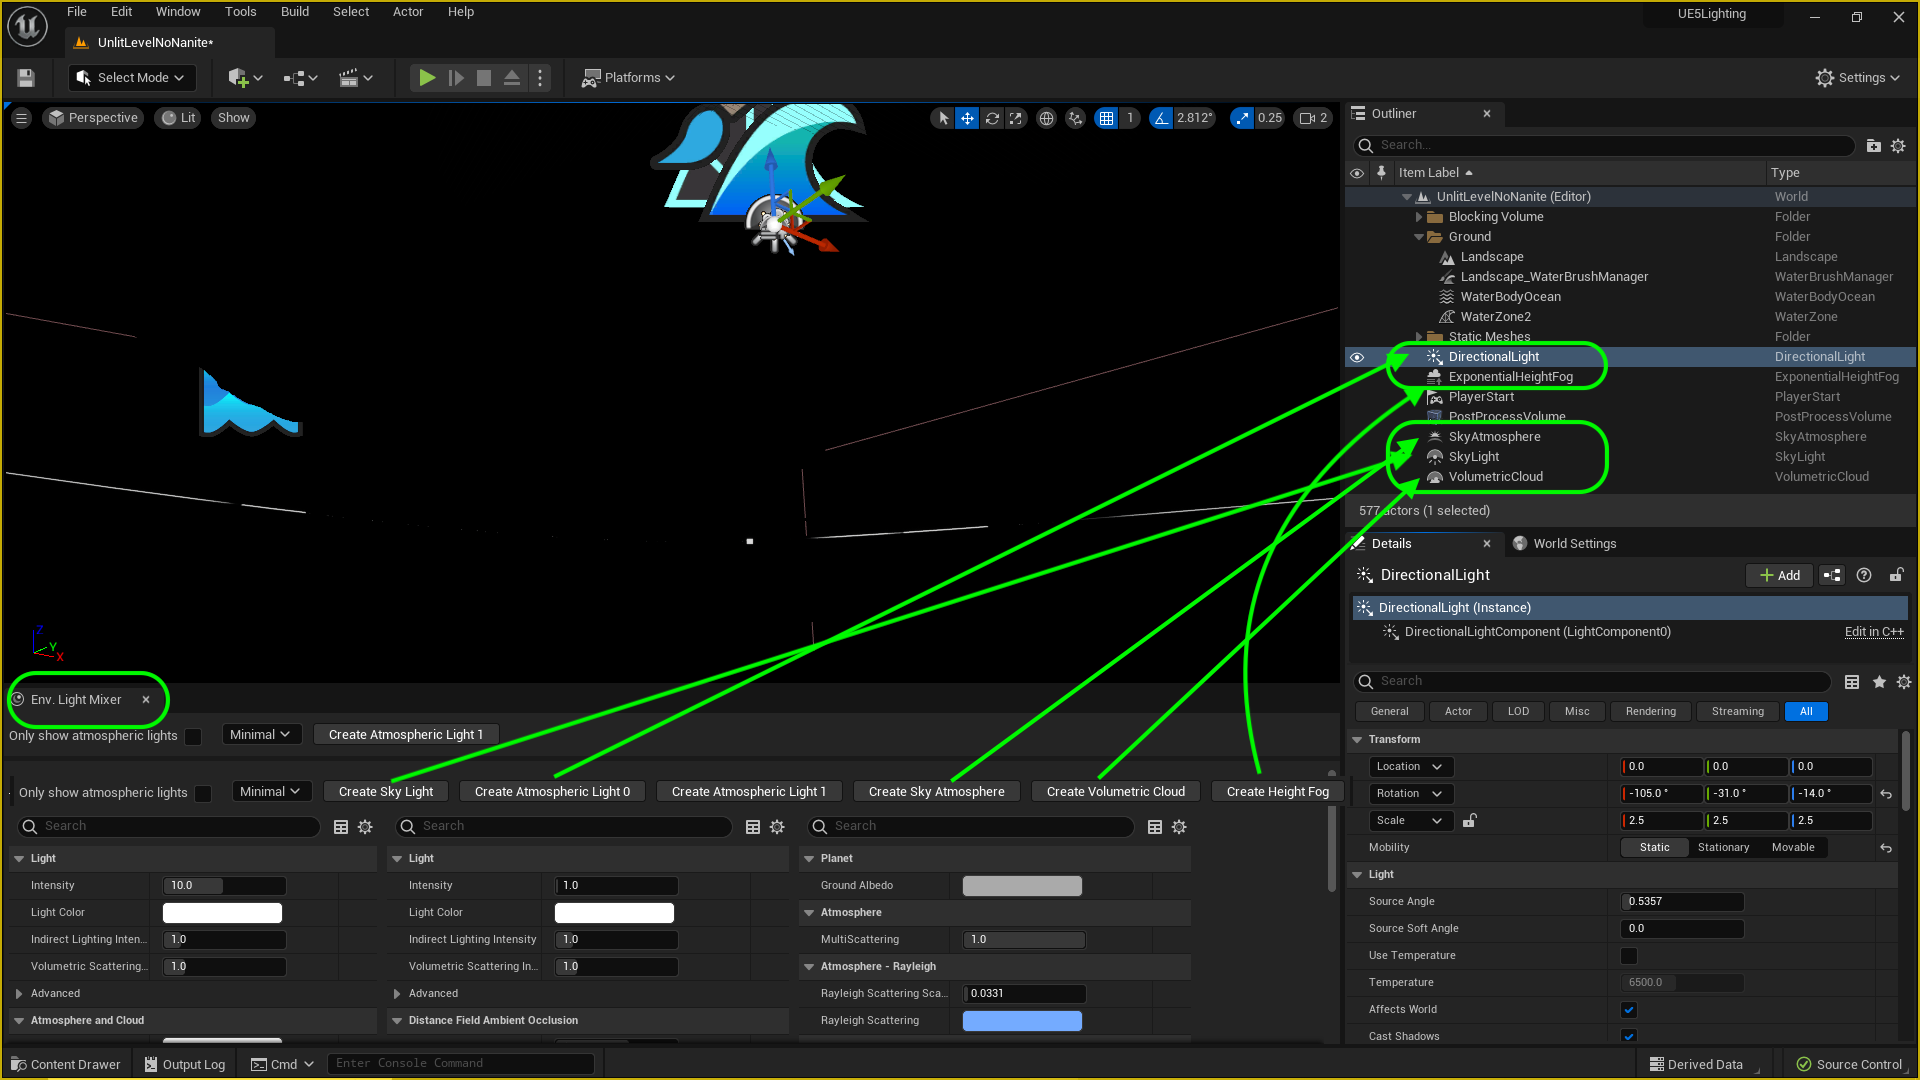 File Edit Window Tools Build Select Actor Help
UE5Lighting
UnlitLevelNoNanite*
Select Mode
Platforms
Settings
Perspective Lit Show
1 2.812° 0.25 2
Outliner
Search...
Item Label Type
UnlitLevelNoNanite (Editor) World
Blocking Volume Folder
Ground Folder
Landscape Landscape
Landscape_WaterBrushManager WaterBrushManager
WaterBodyOcean WaterBodyOcean
WaterZone2 WaterZone
Static Meshes Folder
DirectionalLight DirectionalLight
ExponentialHeightFog ExponentialHeightFog
PlayerStart PlayerStart
PostProcessVolume PostProcessVolume
SkyAtmosphere SkyAtmosphere
SkyLight SkyLight
VolumetricCloud VolumetricCloud
577 actors (1 selected)
Details World Settings
DirectionalLight
Add
DirectionalLight (Instance)
DirectionalLightComponent (LightComponent0) Edit in C++
Search
General Actor LOD Misc Rendering Streaming All
Transform
Location 0.0 0.0 0.0
Rotation -105.0 ° -31.0 ° -14.0 °
Scale 2.5 2.5 2.5
Mobility Static Stationary Movable
Light
Source Angle 0.5357
Source Soft Angle 0.0
Use Temperature
Temperature 6500.0
Affects World
Cast Shadows
Z
Y
X
Env. Light Mixer
Only show atmospheric lights Minimal Create Atmospheric Light 1
Only show atmospheric lights Minimal Create Sky Light Create Atmospheric Light 0 Create Atmospheric Light 1 Create Sky Atmosphere Create Volumetric Cloud Create Height Fog
Search
Light
Intensity 10.0
Light Color
Indirect Lighting Inten... 1.0
Volumetric Scattering... 1.0
Advanced
Atmosphere and Cloud
Search
Light
Intensity 1.0
Light Color
Indirect Lighting Intensity 1.0
Volumetric Scattering In... 1.0
Advanced
Distance Field Ambient Occlusion
Search
Planet
Ground Albedo
Atmosphere
MultiScattering 1.0
Atmosphere - Rayleigh
Rayleigh Scattering Sca... 0.0331
Rayleigh Scattering
Content Drawer Output Log Cmd Enter Console Command
Derived Data Source Control